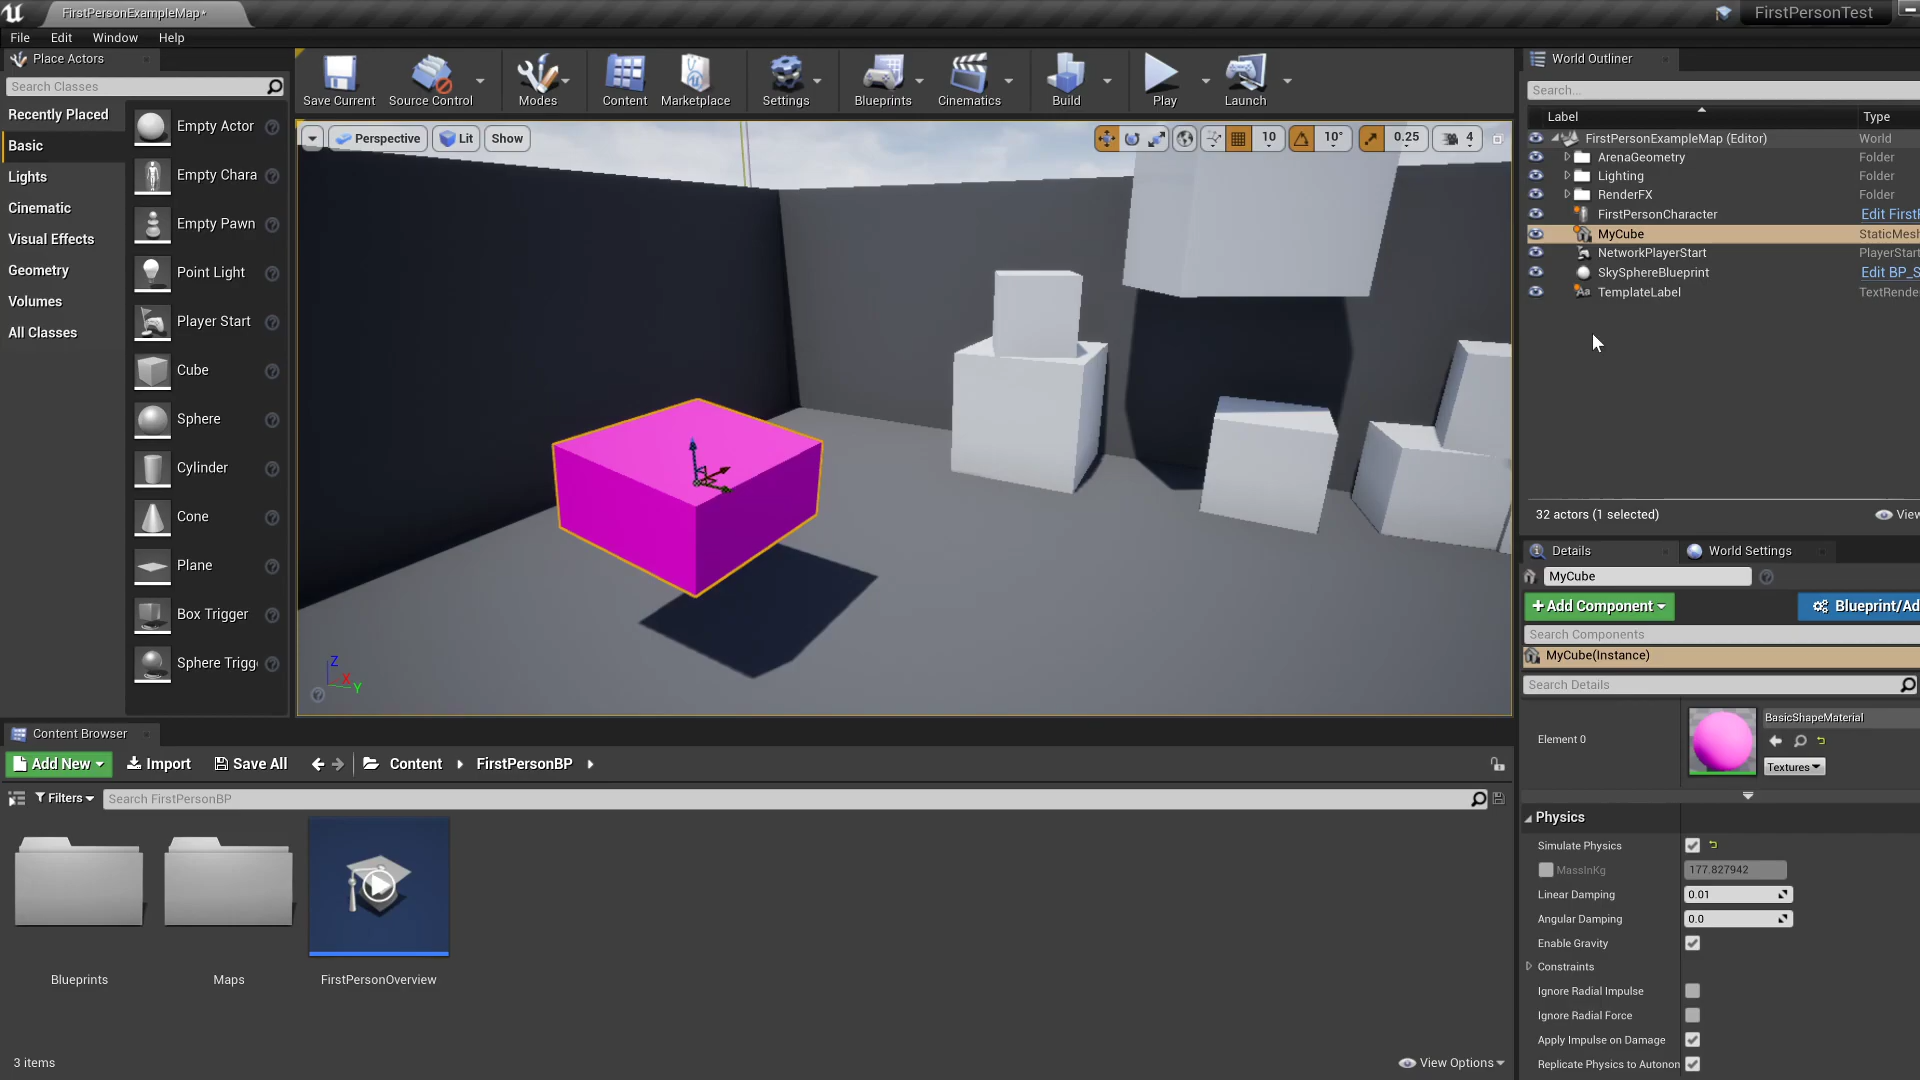 FirstPersonExampleMap*
FirstPersonTest
File Edit Window Help
Place Actors
Search Classes
Recently Placed
Basic
Lights
Cinematic
Visual Effects
Geometry
Volumes
All Classes
Empty Actor
Empty Chara
Empty Pawn
Point Light
Player Start
Cube
Sphere
Cylinder
Cone
Plane
Box Trigger
Sphere Trigg
Save Current Source Control Modes Content Marketplace Settings Blueprints Cinematics Build Play Launch
Perspective Lit Show 10 10° 0.25 4
Z
X
Y
World Outliner
Search...
Label Type
FirstPersonExampleMap (Editor) World
ArenaGeometry Folder
Lighting Folder
RenderFX Folder
FirstPersonCharacter Edit FirstP
MyCube StaticMesh
NetworkPlayerStart PlayerStart
SkySphereBlueprint Edit BP_S
TemplateLabel TextRende
32 actors (1 selected) View
Details World Settings
MyCube
+Add Component Blueprint/Ad
Search Components
MyCube(Instance)
Search Details
Element 0
BasicShapeMaterial
Textures
Physics
Simulate Physics
MassInKg 177.827942
Linear Damping 0.01
Angular Damping 0.0
Enable Gravity
Constraints
Ignore Radial Impulse
Ignore Radial Force
Apply Impulse on Damage
Replicate Physics to Autonon
Content Browser
Add New Import Save All Content FirstPersonBP
Filters Search FirstPersonBP
Blueprints Maps FirstPersonOverview
3 items View Options